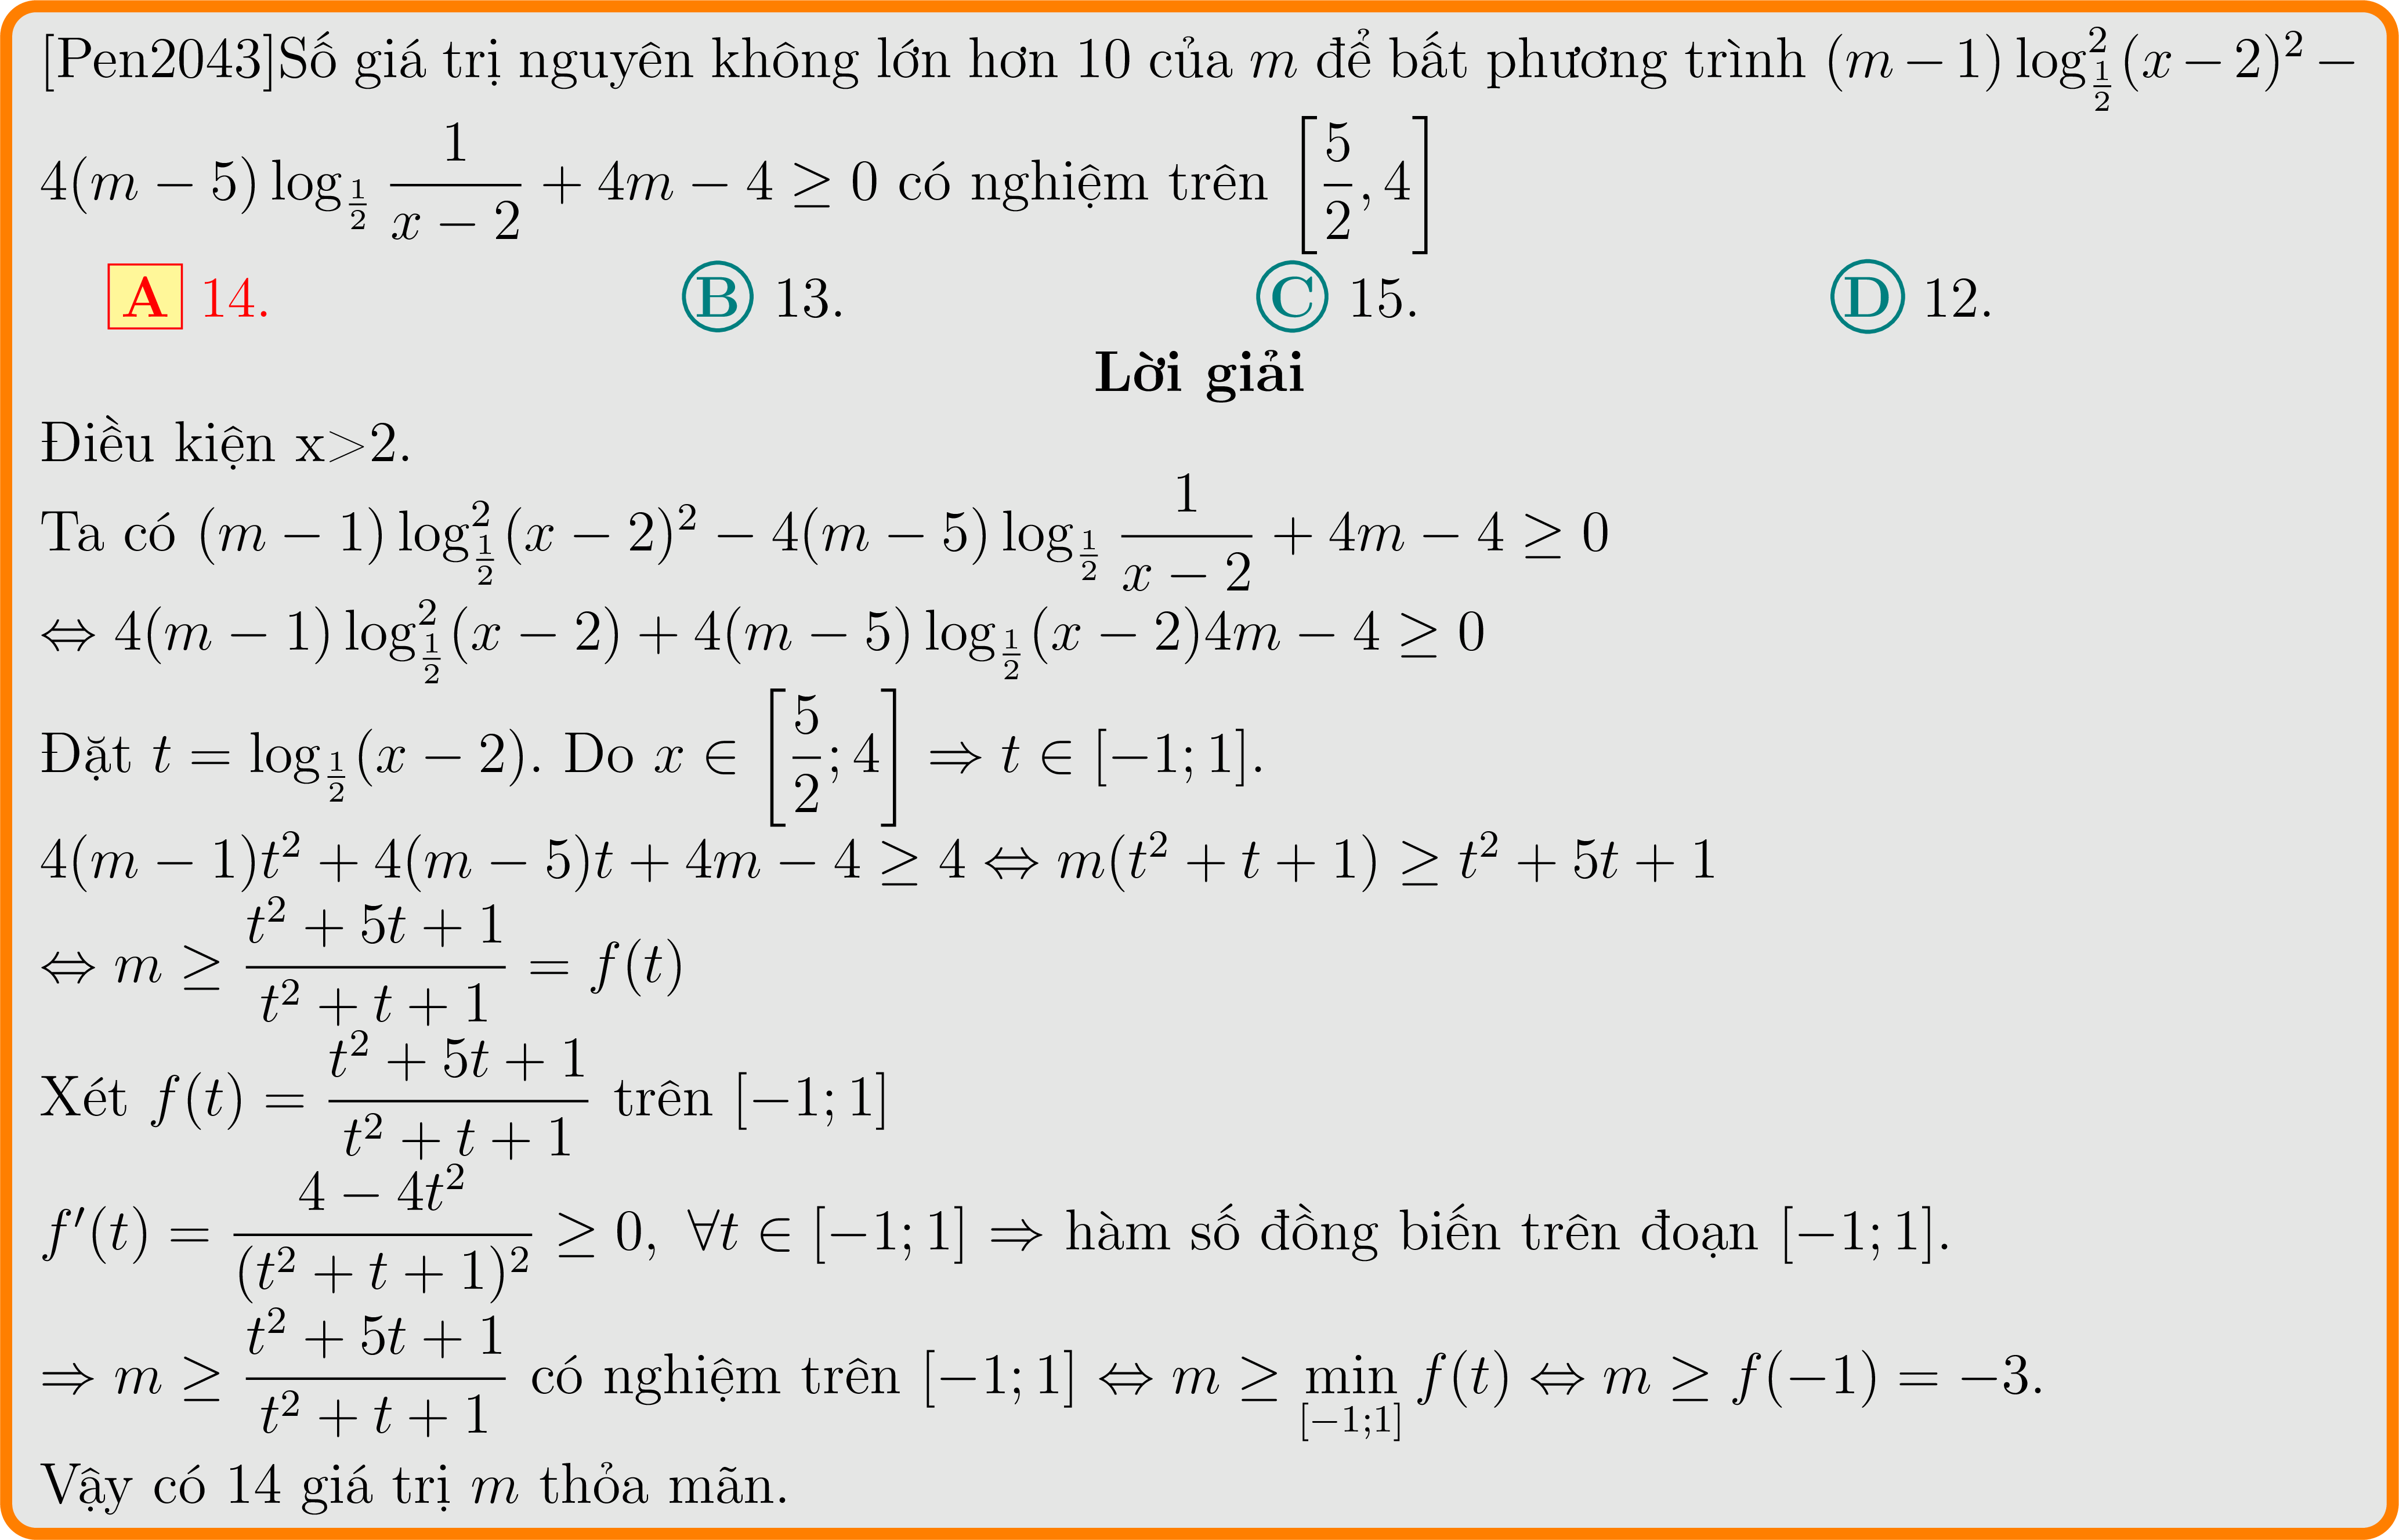 [Pen2043]Số giá trị nguyên không lớn hơn 10 của $m$ để bất phương trình $(m-1)\log_{\frac{1}{2}}^{2}(x-2)^2-$
$4(m-5)\log_{\frac{1}{2}}\frac{1}{x-2}+4m-4\geq 0$ có nghiệm trên $\left[\frac{5}{2},4\right]$
A 14. B 13. C 15. D 12.
Lời giải
Điều kiện x>2.
Ta có $(m-1)\log_{\frac{1}{2}}^{2}(x-2)^2-4(m-5)\log_{\frac{1}{2}}\frac{1}{x-2}+4m-4\geq 0$
$\Leftrightarrow 4(m-1)\log_{\frac{1}{2}}^{2}(x-2)+4(m-5)\log_{\frac{1}{2}}(x-2)4m-4\geq 0$
Đặt $t=\log_{\frac{1}{2}}(x-2)$. Do $x\in\left[\frac{5}{2};4\right]\Rightarrow t\in[-1;1]$.
$4(m-1)t^2+4(m-5)t+4m-4\geq 4\Leftrightarrow m(t^2+t+1)\geq t^2+5t+1$
$\Leftrightarrow m\geq\frac{t^2+5t+1}{t^2+t+1}=f(t)$
Xét $f(t)=\frac{t^2+5t+1}{t^2+t+1}$ trên $[-1;1]$
$f'(t)=\frac{4-4t^2}{(t^2+t+1)^2}\geq 0,\ \forall t\in[-1;1]\Rightarrow$ hàm số đồng biến trên đoạn $[-1;1]$.
$\Rightarrow m\geq\frac{t^2+5t+1}{t^2+t+1}$ có nghiệm trên $[-1;1]\Leftrightarrow m\geq\min_{[-1;1]}f(t)\Leftrightarrow m\geq f(-1)=-3$.
Vậy có 14 giá trị $m$ thỏa mãn.